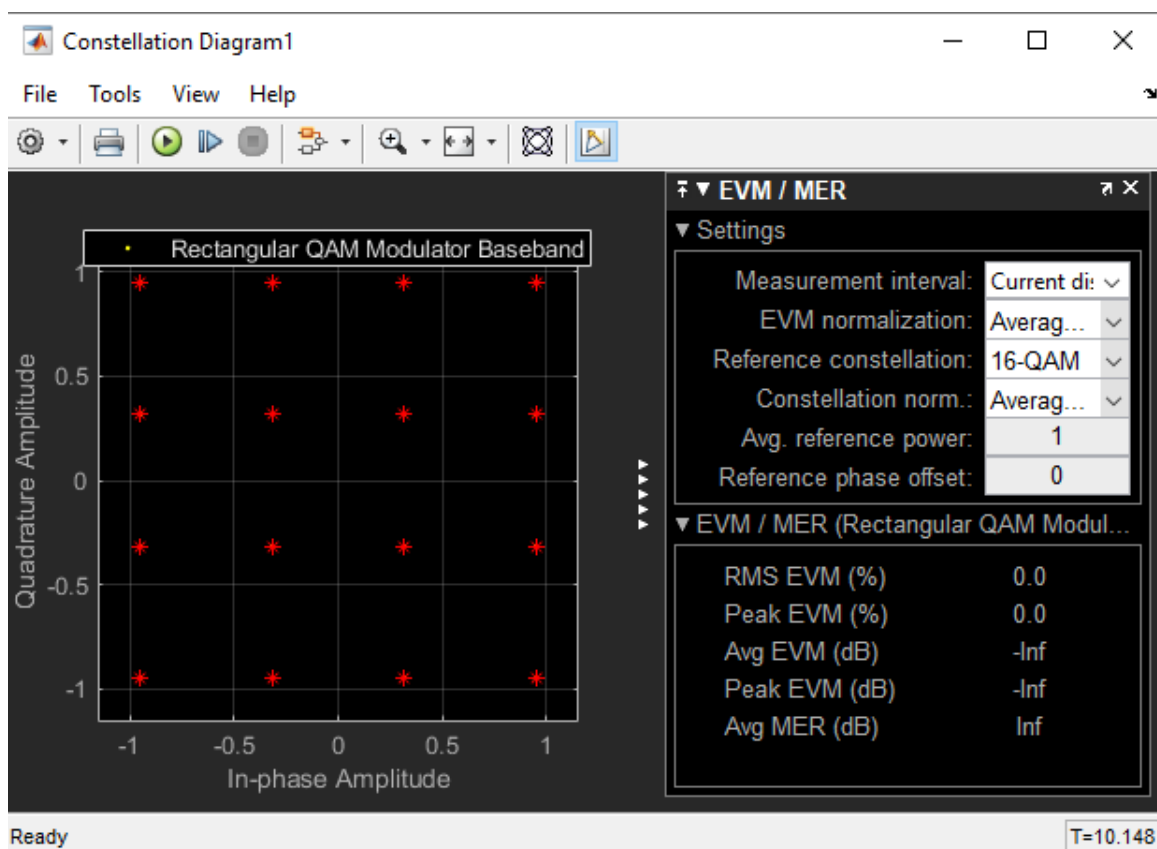 Constellation Diagram1
File Tools View Help
EVM / MER
Settings
Measurement interval: Current di
EVM normalization: Averag...
Reference constellation: 16-QAM
Constellation norm.: Averag...
Avg. reference power: 1
Reference phase offset: 0
EVM / MER (Rectangular QAM Modul...
RMS EVM (%) 0.0
Peak EVM (%) 0.0
Avg EVM (dB) -Inf
Peak EVM (dB) -Inf
Avg MER (dB) Inf
Rectangular QAM Modulator Baseband
Quadrature Amplitude
1
0.5
0
-0.5
-1
-1 -0.5 0 0.5 1
In-phase Amplitude
Ready T=10.148